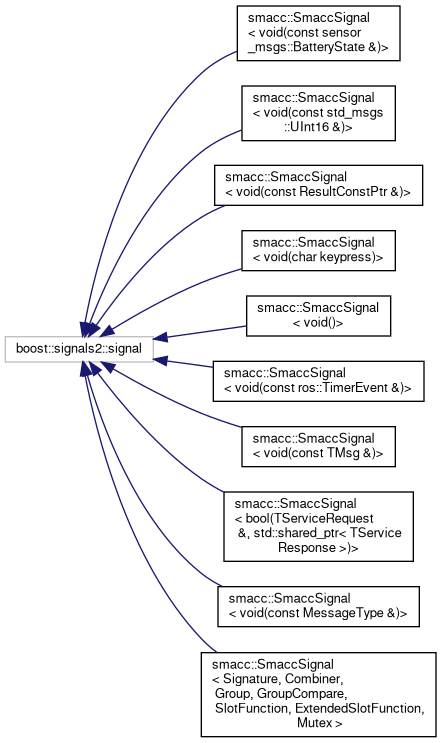 smacc::SmaccSignal
< void(const sensor
_msgs::BatteryState &)>
smacc::SmaccSignal
< void(const std_msgs
::UInt16 &)>
smacc::SmaccSignal
< void(const ResultConstPtr &)>
smacc::SmaccSignal
< void(char keypress)>
smacc::SmaccSignal
< void()>
boost::signals2::signal
smacc::SmaccSignal
< void(const ros::TimerEvent &)>
smacc::SmaccSignal
< void(const TMsg &)>
smacc::SmaccSignal
< bool(TServiceRequest
&, std::shared_ptr< TService
Response >)>
smacc::SmaccSignal
< void(const MessageType &)>
smacc::SmaccSignal
< Signature, Combiner,
Group, GroupCompare,
SlotFunction, ExtendedSlotFunction,
Mutex >